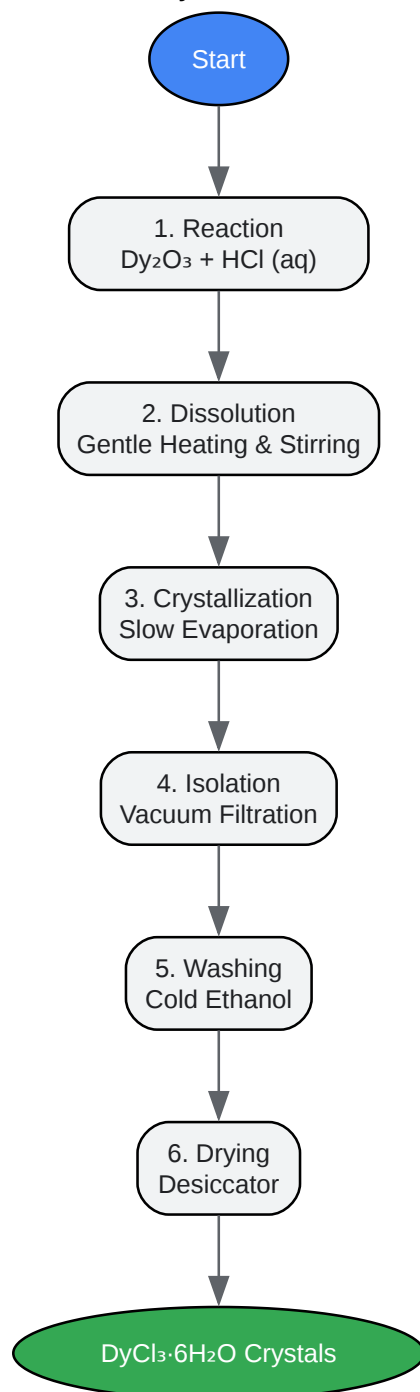 Start
1. Reaction
Dy₂O₃ + HCl (aq)
2. Dissolution
Gentle Heating & Stirring
3. Crystallization
Slow Evaporation
4. Isolation
Vacuum Filtration
5. Washing
Cold Ethanol
6. Drying
Desiccator
DyCl₃·6H₂O Crystals